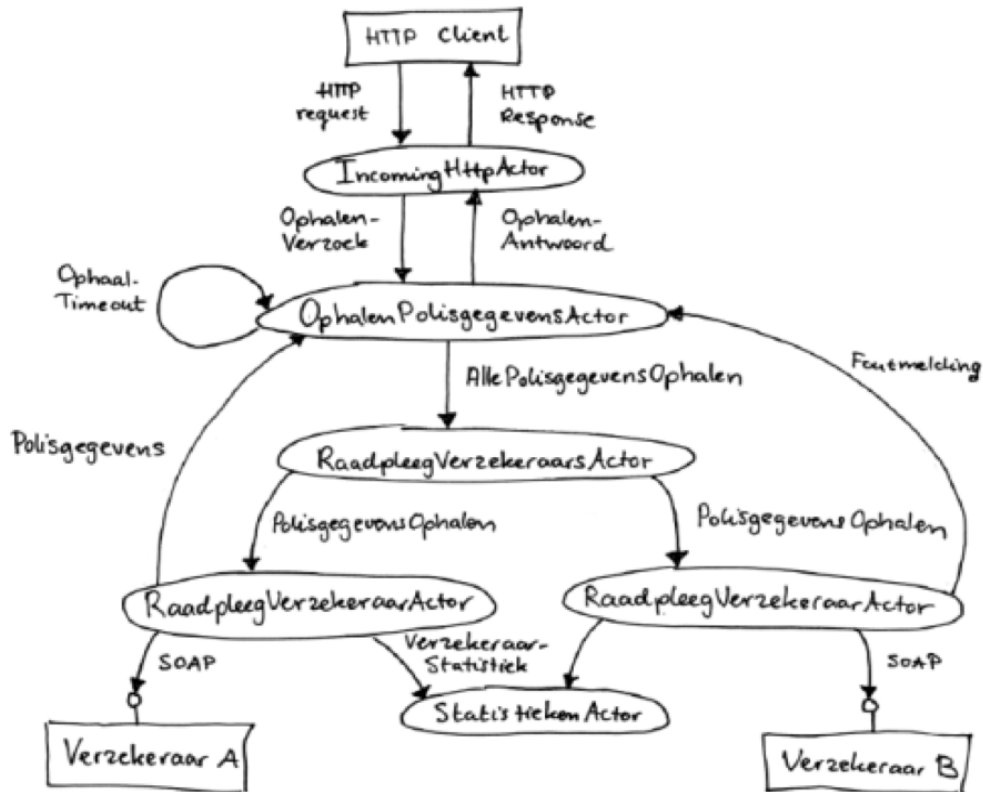 HTTP Client
HTTP
request
HTTP
Response
IncomingHttpActor
Ophalen-
Verzoek
Ophalen-
Antwoord
Ophaal-
Timeout
OphalenPolisgegevensActor
Foutmelding
AllePolisgegevensOphalen
Polisgegevens
RaadpleegVerzekeraarsActor
PolisgegevensOphalen
PolisgegevensOphalen
RaadpleegVerzekeraarActor
RaadpleegVerzekeraarActor
SOAP
Verzekeraar-
Statistiek
SOAP
StatistiekenActor
Verzekeraar A
Verzekeraar B